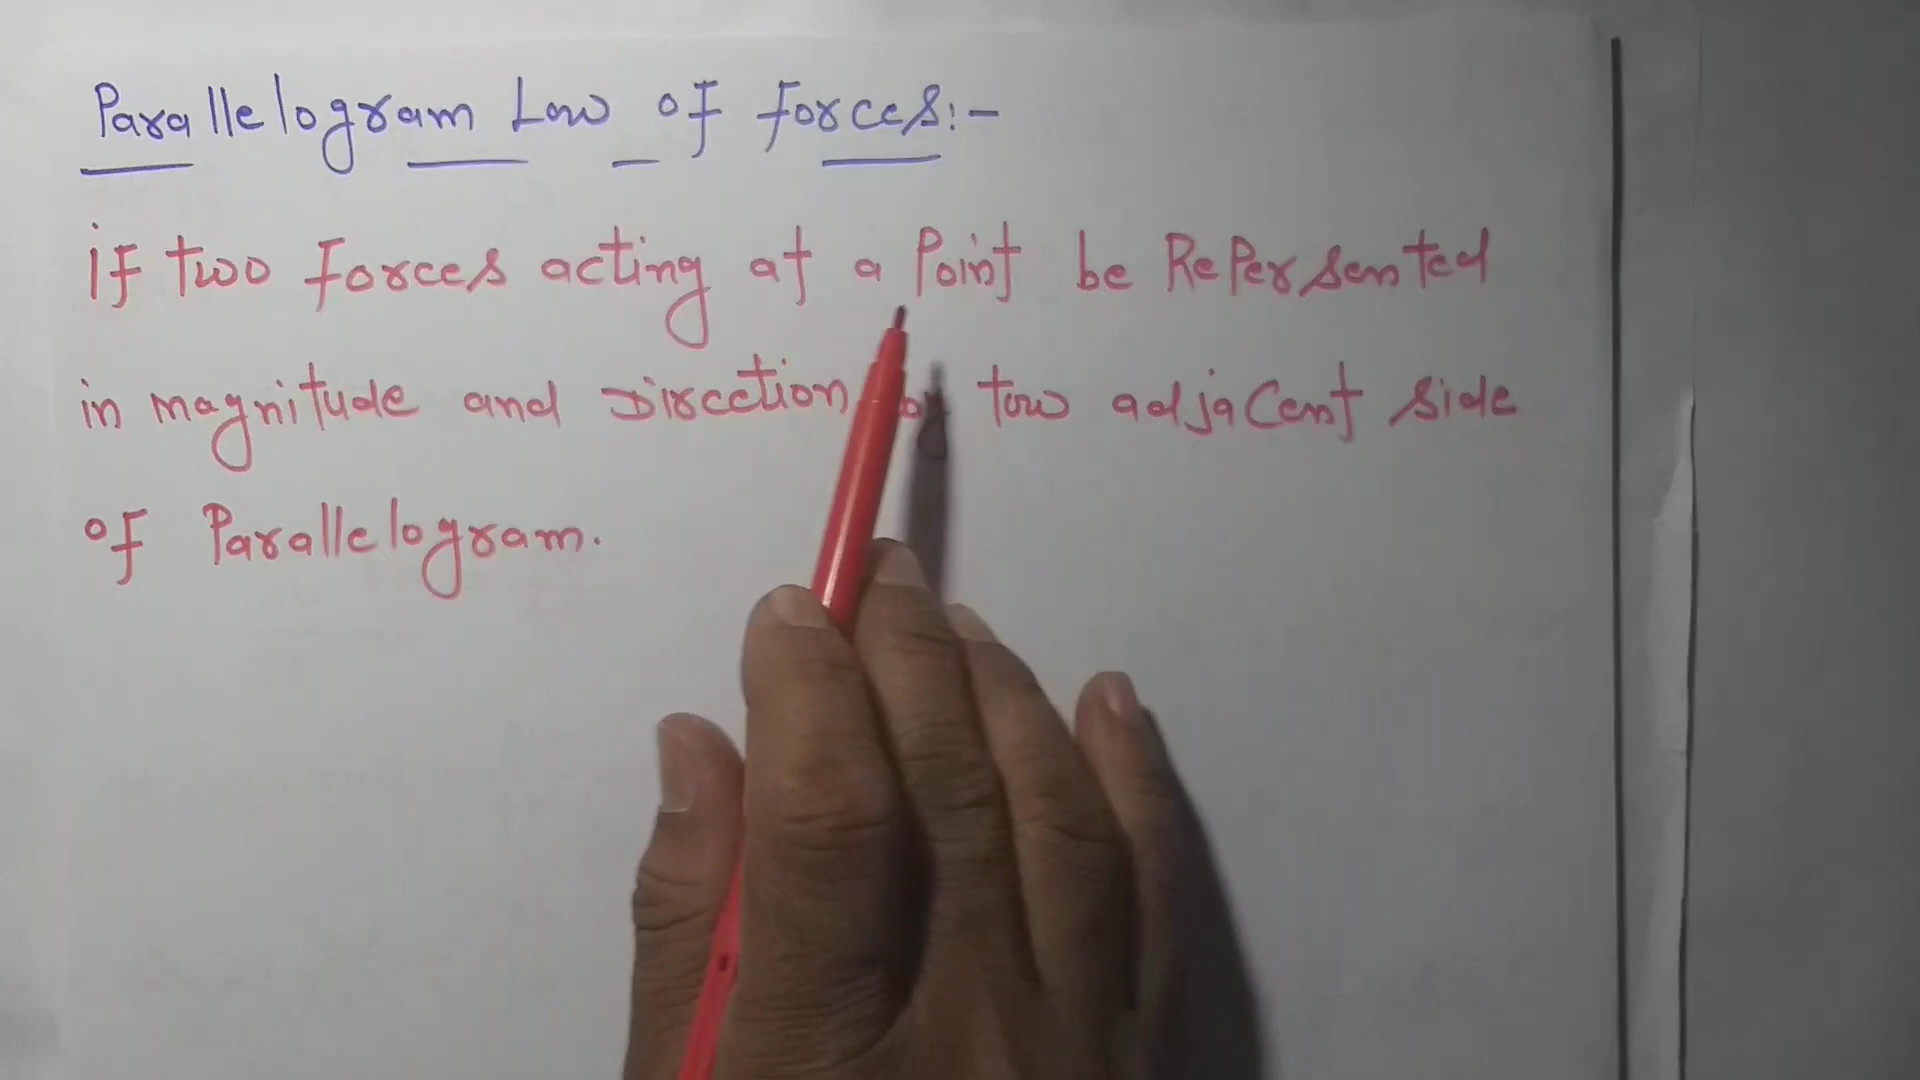 Parallelogram Law of forces:-
if two forces acting at a Point be RePersented
in magnitude and Direction tow adjacent side
of Parallelogram.